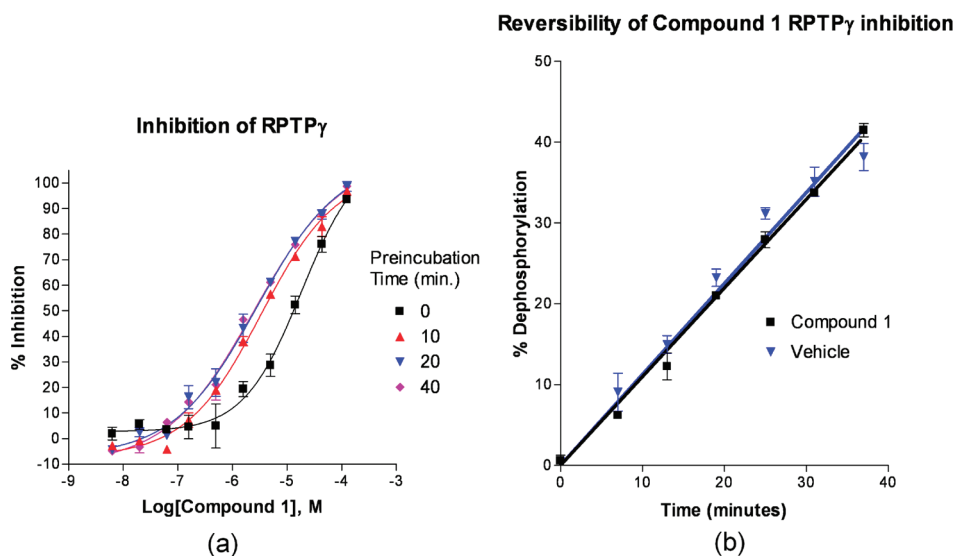 Reversibility of Compound 1 RPTPγ inhibition
Inhibition of RPTPγ
% Inhibition
100
90
80
70
60
50
40
30
20
10
0
-10
-9
-8
-7
-6
-5
-4
-3
Log[Compound 1], M
Preincubation
Time (min.)
0
10
20
40
(a)
% Dephosphorylation
50
40
30
20
10
0
0
10
20
30
40
Time (minutes)
Compound 1
Vehicle
(b)